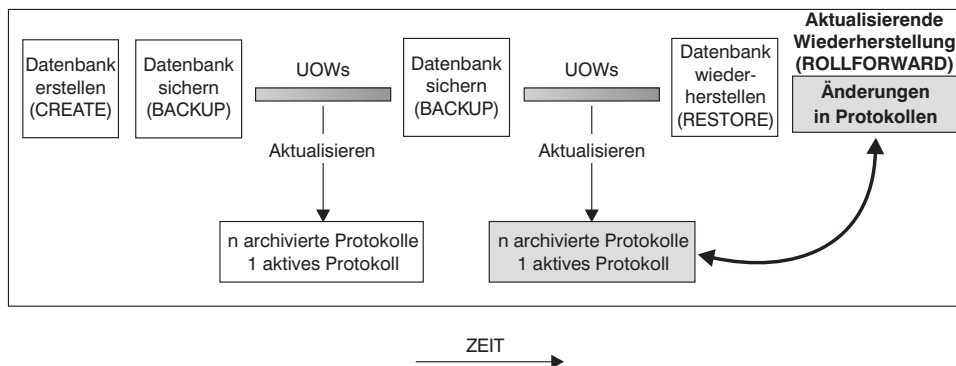 Datenbank
erstellen
(CREATE)
Datenbank
sichern
(BACKUP)
UOWs
Aktualisieren
n archivierte Protokolle
1 aktives Protokoll
Datenbank
sichern
(BACKUP)
UOWs
Aktualisieren
n archivierte Protokolle
1 aktives Protokoll
Datenbank
wieder-
herstellen
(RESTORE)
Aktualisierende
Wiederherstellung
(ROLLFORWARD)
Änderungen
in Protokollen
ZEIT